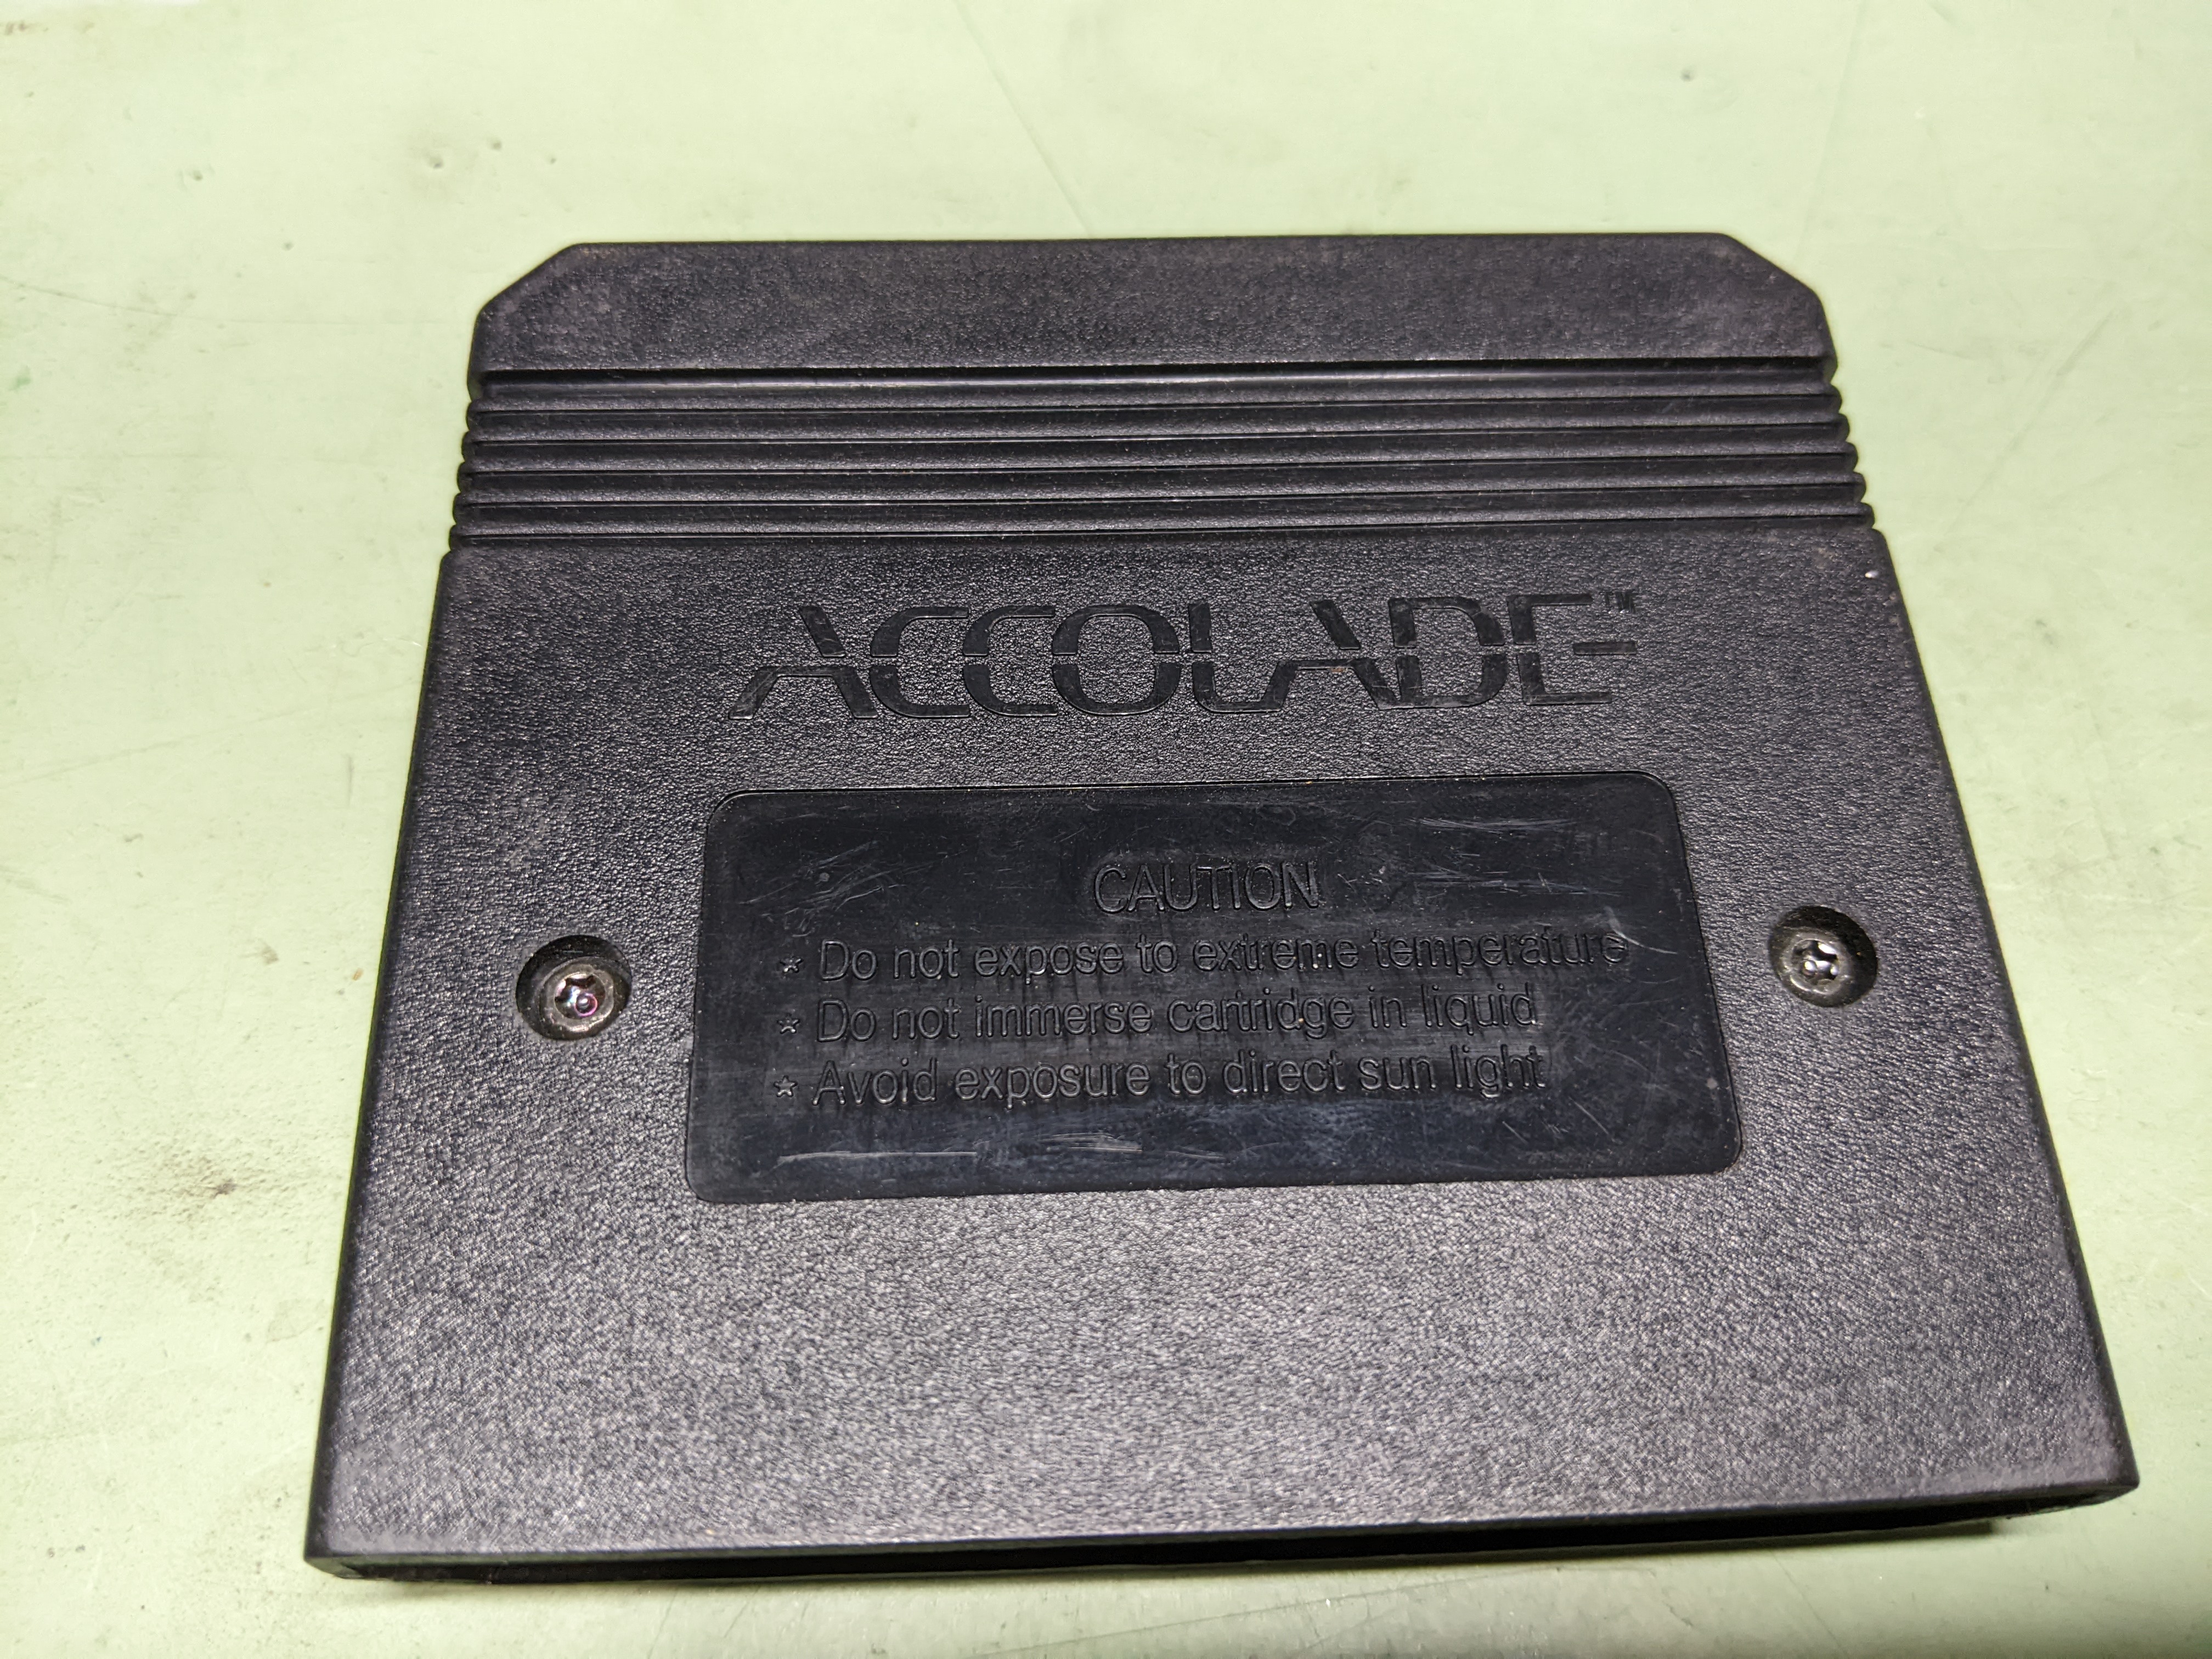 ACCOLADE™
CAUTION
★ Do not expose to extreme temperature
★ Do not immerse cartridge in liquid
★ Avoid exposure to direct sun light